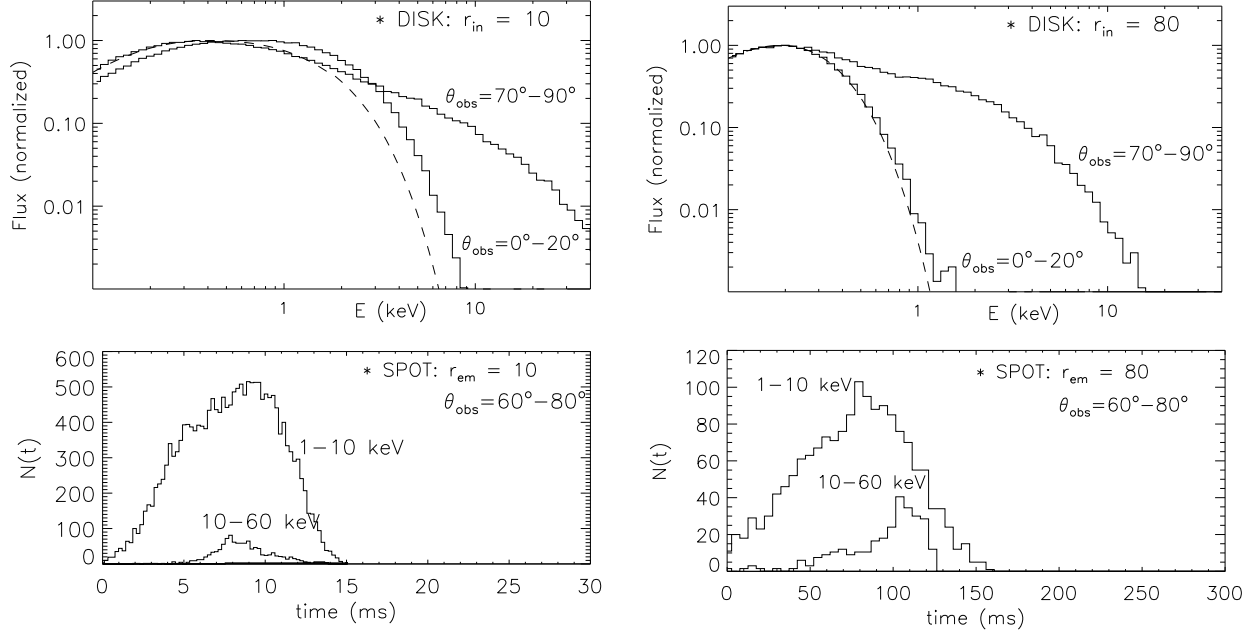 * DISK: r_in = 10
1.00
0.10
0.01
Flux (normalized)
θ_obs=70°−90°
θ_obs=0°−20°
1
10
E (keV)
* DISK: r_in = 80
1.00
0.10
0.01
Flux (normalized)
θ_obs=70°−90°
θ_obs=0°−20°
1
10
E (keV)
600
500
400
300
200
100
0
N(t)
* SPOT: r_em = 10
θ_obs=60°−80°
1−10 keV
10−60 keV
0
5
10
15
20
25
30
time (ms)
120
100
80
60
40
20
0
N(t)
* SPOT: r_em = 80
θ_obs=60°−80°
1−10 keV
10−60 keV
0
50
100
150
200
250
300
time (ms)